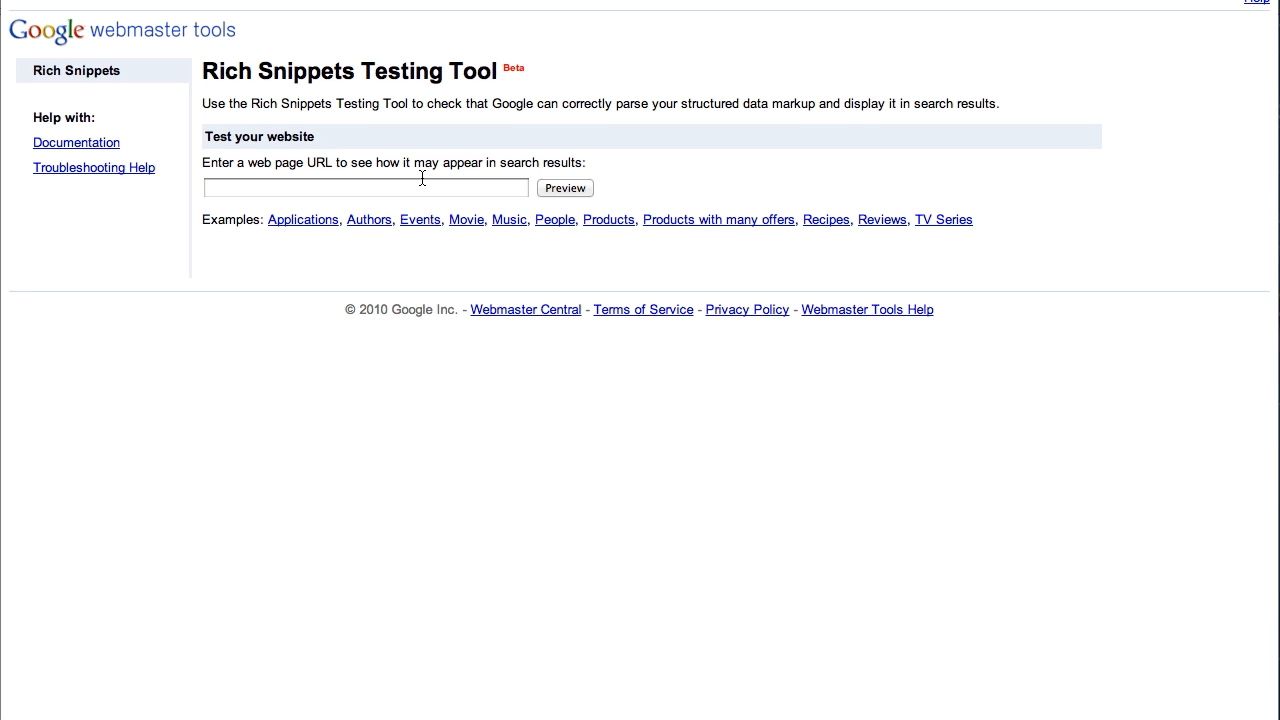 Help
Google webmaster tools
Rich Snippets
Help with:
Documentation
Troubleshooting Help
Rich Snippets Testing Tool Beta
Use the Rich Snippets Testing Tool to check that Google can correctly parse your structured data markup and display it in search results.
Test your website
Enter a web page URL to see how it may appear in search results:
Preview
Examples: Applications, Authors, Events, Movie, Music, People, Products, Products with many offers, Recipes, Reviews, TV Series
© 2010 Google Inc. - Webmaster Central - Terms of Service - Privacy Policy - Webmaster Tools Help